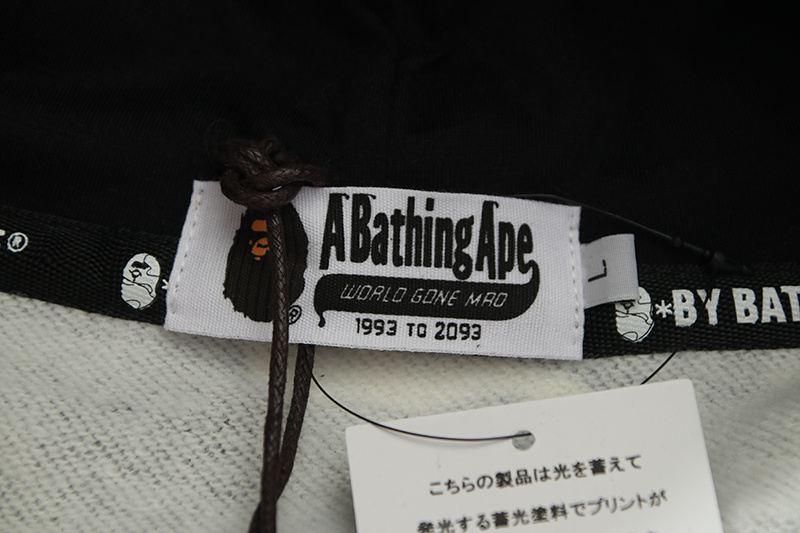 ®
A Bathing Ape
®
WORLD GONE MAD
1993 TO 2093
L
*BY BAT
こちらの製品は光を蓄えて
発光する蓄光塗料でプリントが